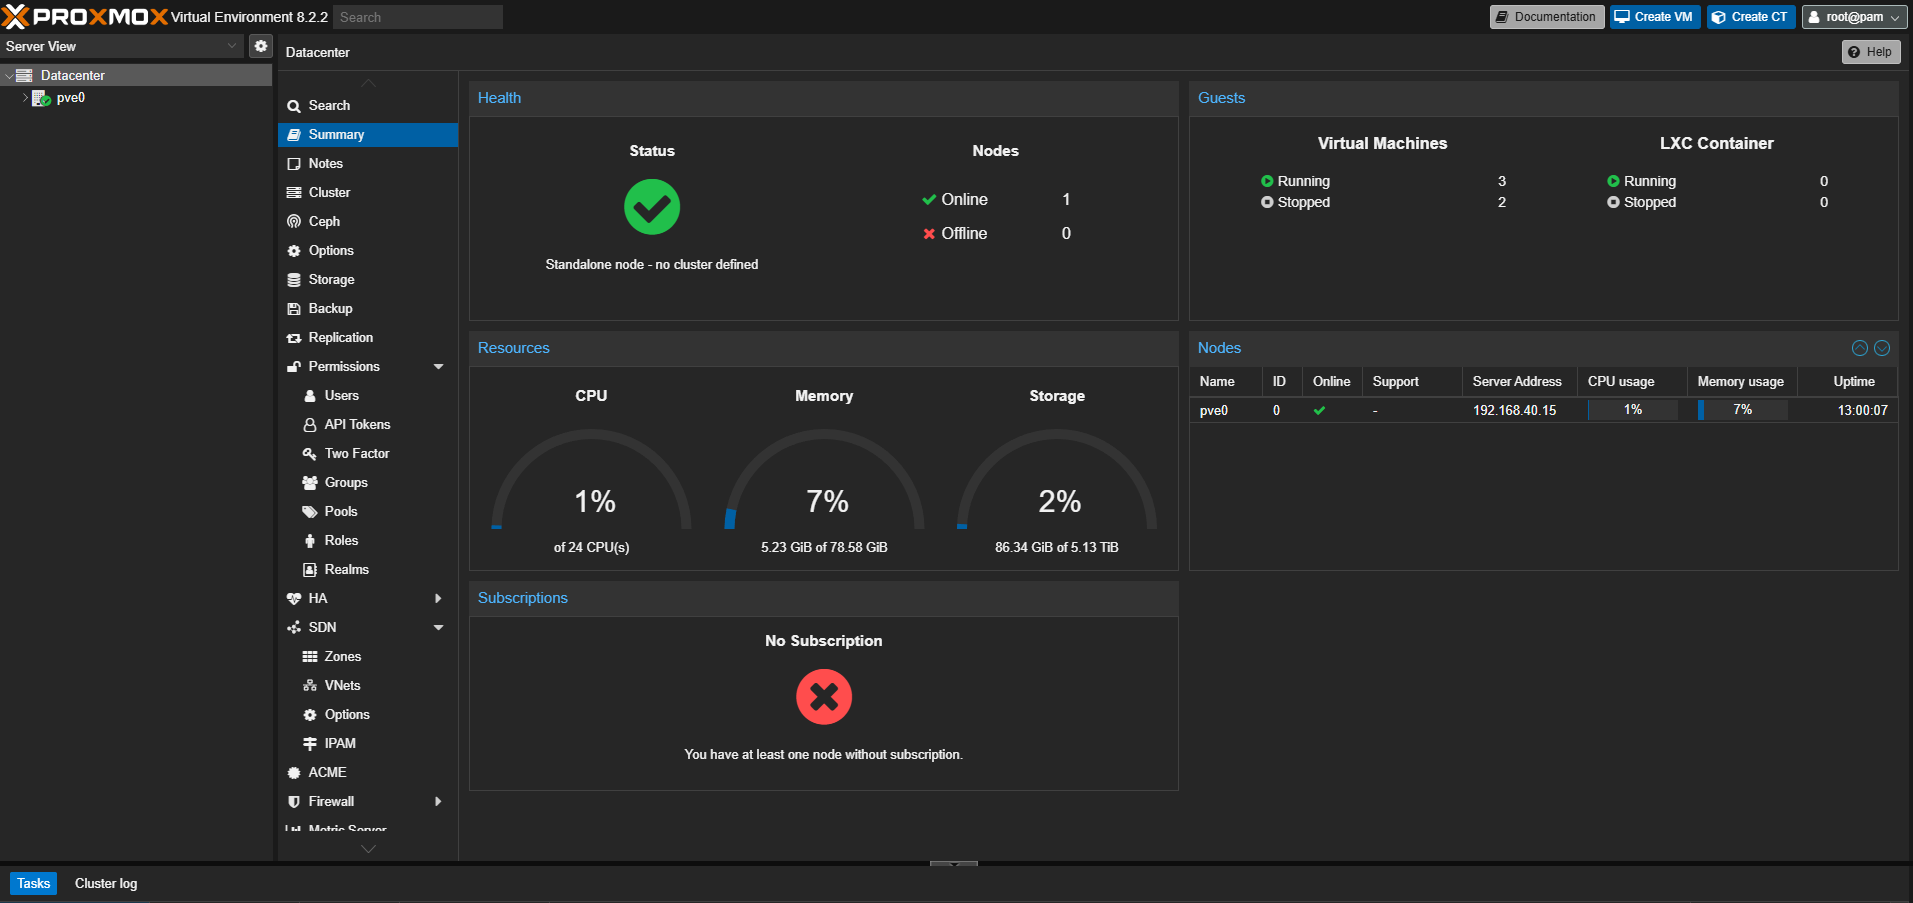 PROXMOX Virtual Environment 8.2.2 Search Documentation Create VM Create CT root@pam
Server View
Datacenter
Help
Datacenter
pve0
Search
Summary
Notes
Cluster
Ceph
Options
Storage
Backup
Replication
Permissions
Users
API Tokens
Two Factor
Groups
Pools
Roles
Realms
HA
SDN
Zones
VNets
Options
IPAM
ACME
Firewall
Metric Server
Health
Status
Standalone node - no cluster defined
Nodes
Online 1
Offline 0
Guests
Virtual Machines
Running 3
Stopped 2
LXC Container
Running 0
Stopped 0
Resources
CPU
1%
of 24 CPU(s)
Memory
7%
5.23 GiB of 78.58 GiB
Storage
2%
86.34 GiB of 5.13 TiB
Nodes
Name ID Online Support Server Address CPU usage Memory usage Uptime
pve0 0 - 192.168.40.15 1% 7% 13:00:07
Subscriptions
No Subscription
You have at least one node without subscription.
Tasks Cluster log